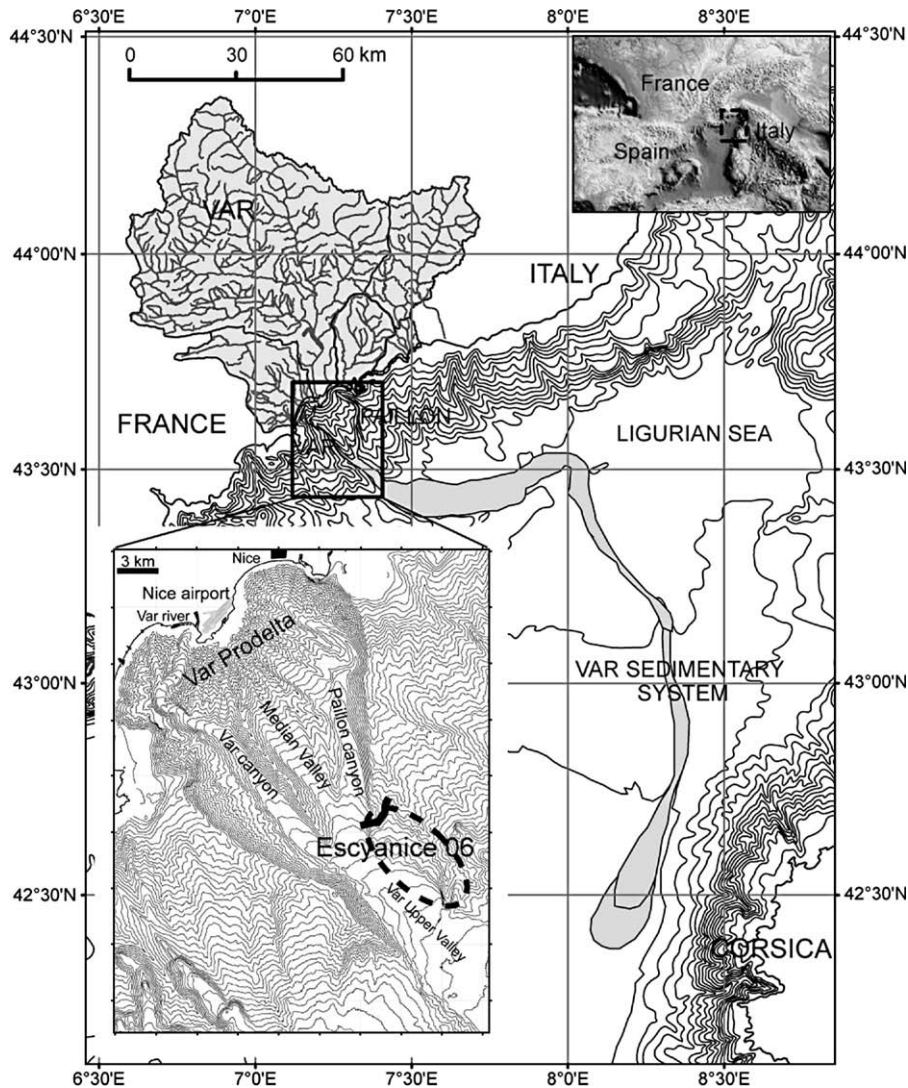 6°30'E 7°0'E 7°30'E 8°0'E 8°30'E
44°30'N 44°30'N
0 30 60 km
France
Italy
Spain
VAR
44°00'N 44°00'N
ITALY
FRANCE
PAILLON
LIGURIAN SEA
VAR
43°30'N 43°30'N
3 km
Nice
Nice airport
Var river
Var Prodelta
Paillon canyon
Median Valley
Var canyon
Escyanice 06
Var Upper Valley
43°00'N 43°00'N
VAR SEDIMENTARY
SYSTEM
42°30'N 42°30'N
CORSICA
6°30'E 7°0'E 7°30'E 8°0'E 8°30'E